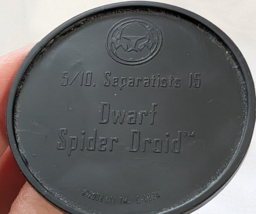 5/10. Separatists 15
Dwarf
Spider Droid™